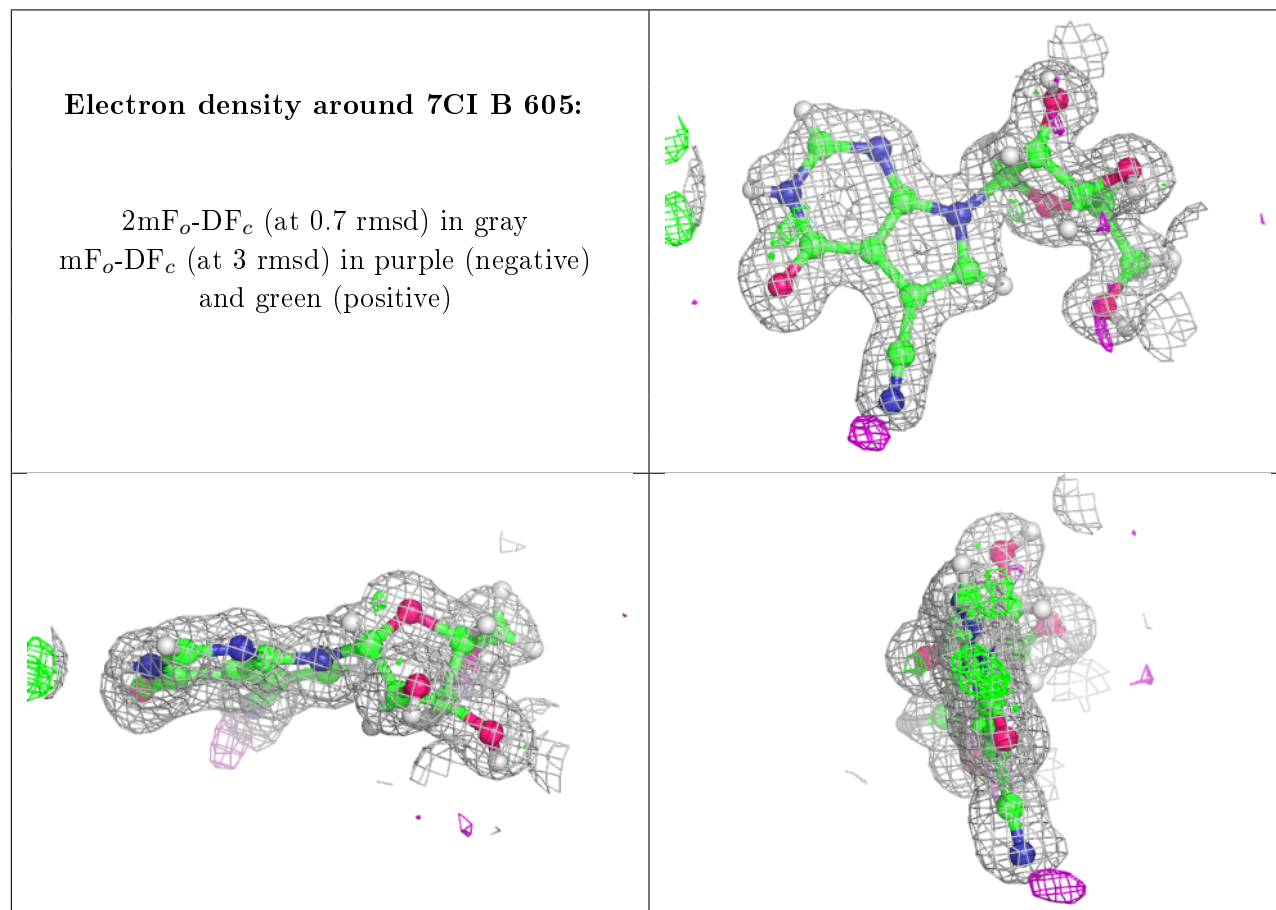 Electron density around 7CI B 605:
2mFo-DFc (at 0.7 rmsd) in gray
mFo-DFc (at 3 rmsd) in purple (negative)
and green (positive)